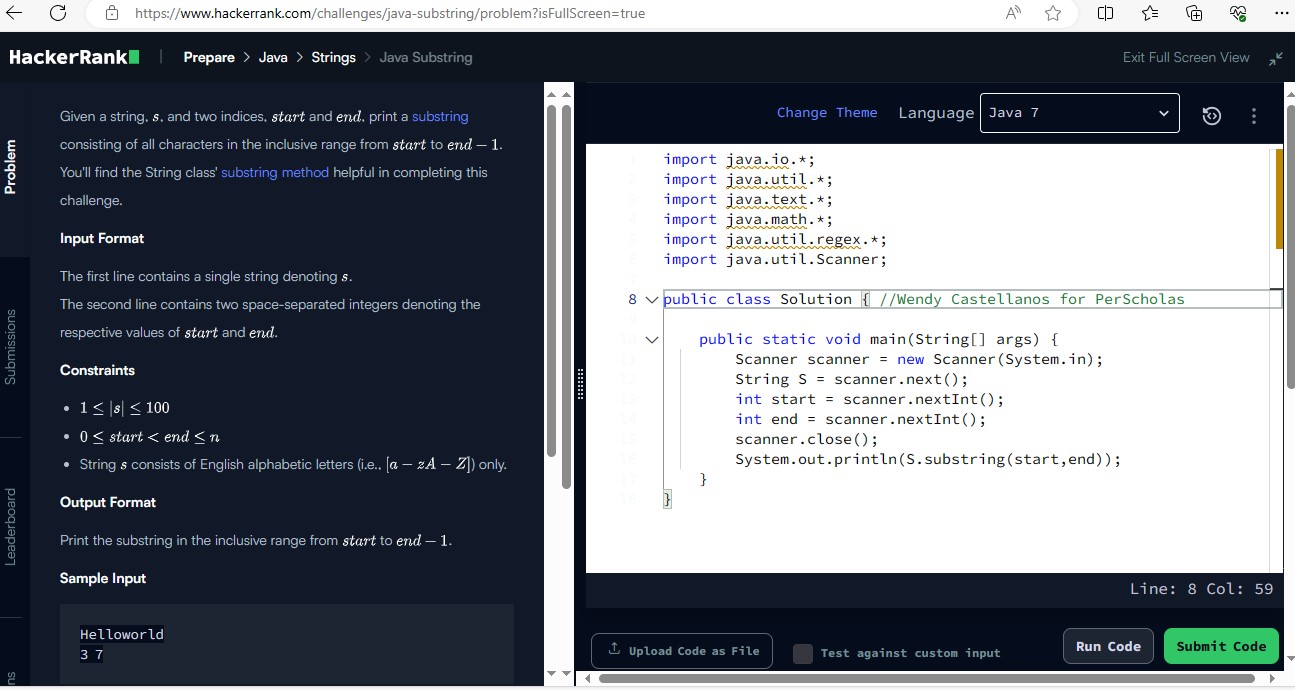 https://www.hackerrank.com/challenges/java-substring/problem?isFullScreen=true
HackerRank | Prepare > Java > Strings > Java Substring
Exit Full Screen View
Problem
Submissions
Leaderboard
Given a string, s, and two indices, start and end, print a substring
consisting of all characters in the inclusive range from start to end − 1.
You'll find the String class' substring method helpful in completing this
challenge.
Input Format
The first line contains a single string denoting s.
The second line contains two space-separated integers denoting the
respective values of start and end.
Constraints
• 1 ≤ |s| ≤ 100
• 0 ≤ start < end ≤ n
• String s consists of English alphabetic letters (i.e., [a − zA − Z]) only.
Output Format
Print the substring in the inclusive range from start to end − 1.
Sample Input
Helloworld
3 7
Change Theme Language Java 7
import java.io.*;
import java.util.*;
import java.text.*;
import java.math.*;
import java.util.regex.*;
import java.util.Scanner;
8 public class Solution { //Wendy Castellanos for PerScholas
public static void main(String[] args) {
Scanner scanner = new Scanner(System.in);
String S = scanner.next();
int start = scanner.nextInt();
int end = scanner.nextInt();
scanner.close();
System.out.println(S.substring(start,end));
}
}
Line: 8 Col: 59
Upload Code as File
Test against custom input
Run Code
Submit Code